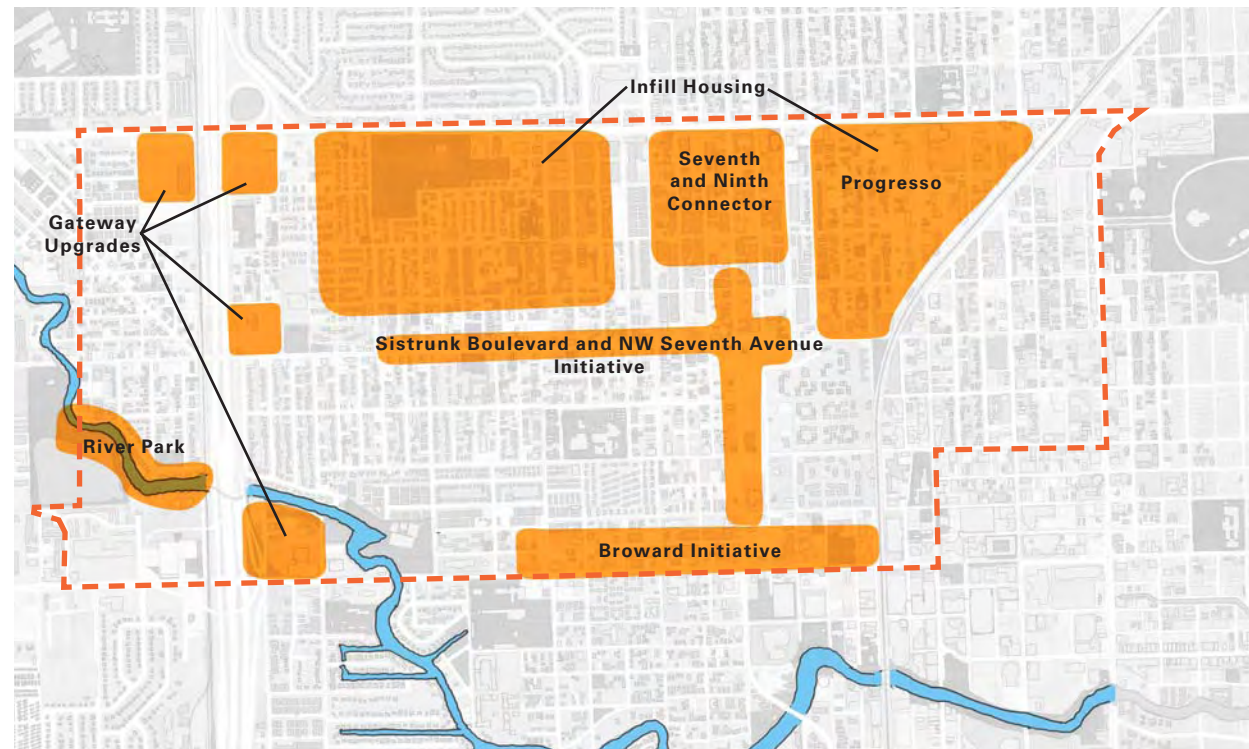 Infill Housing
Seventh
and Ninth
Connector
Progresso
Gateway
Upgrades
Sistrunk Boulevard and NW Seventh Avenue
Initiative
River Park
Broward Initiative